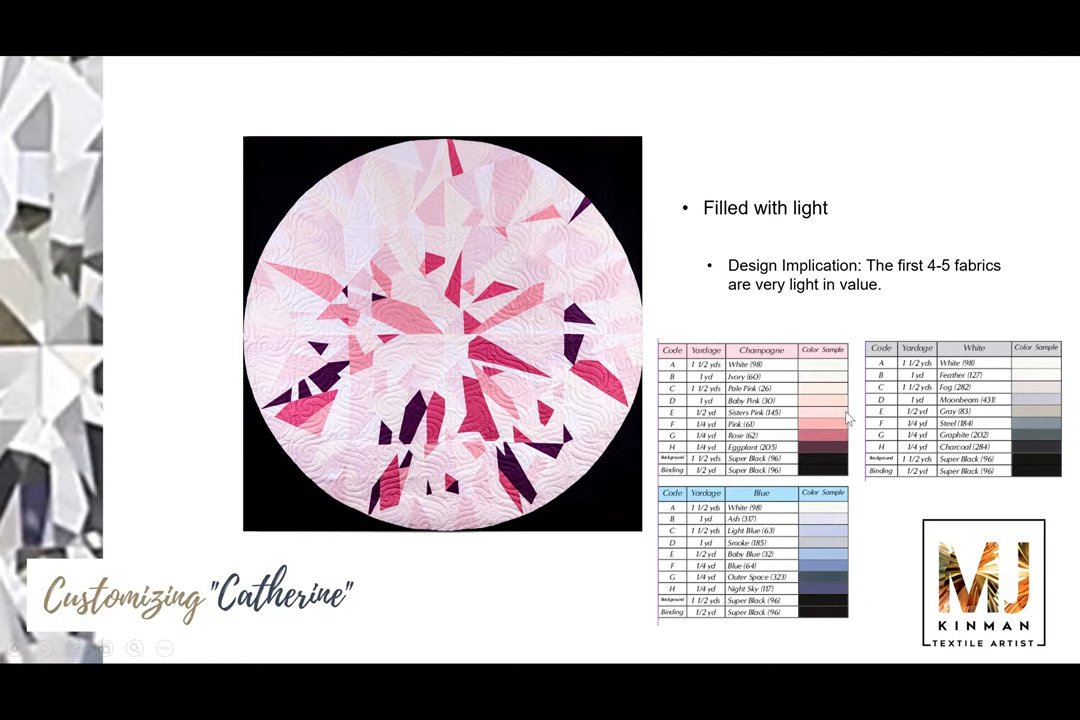 Filled with light
Design Implication: The first 4-5 fabrics
are very light in value.
Code Yardage Champagne Color Sample
A 1 1/2 yds White (98)
B 1 yd Ivory (60)
C 1 1/2 yds Pale Pink (26)
D 1 yd Baby Pink (30)
E 1/2 yd Sisters Pink (145)
F 1/4 yd Pink (61)
G 1/4 yd Rose (62)
H 1/4 yd Eggplant (205)
Background 1 1/2 yds Super Black (96)
Binding 1/2 yd Super Black (96)
Code Yardage White Color Sample
A 1 1/2 yds White (98)
B 1 yd Feather (127)
C 1 1/2 yds Fog (282)
D 1 yd Moonbeam (431)
E 1/2 yd Gray (83)
F 1/4 yd Steel (184)
G 1/4 yd Graphite (202)
H 1/4 yd Charcoal (284)
Background 1 1/2 yds Super Black (96)
Binding 1/2 yd Super Black (96)
Code Yardage Blue Color Sample
A 1 1/2 yds White (98)
B 1 yd Ash (317)
C 1 1/2 yds Light Blue (63)
D 1 yd Smoke (185)
E 1/2 yd Baby Blue (32)
F 1/4 yd Blue (64)
G 1/4 yd Outer Space (323)
H 1/4 yd Night Sky (117)
Background 1 1/2 yds Super Black (96)
Binding 1/2 yd Super Black (96)
Customizing "Catherine"
MJ
KINMAN
TEXTILE ARTIST